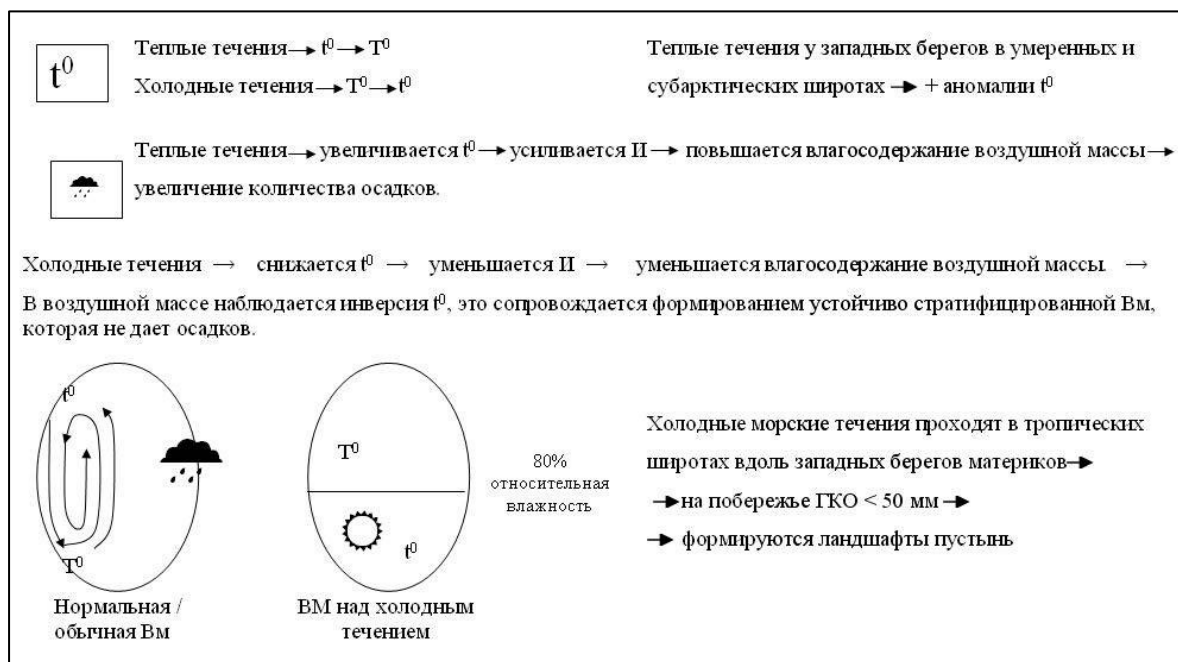 t⁰
Теплые течения → t⁰ → T⁰
Холодные течения → T⁰ → t⁰
Теплые течения у западных берегов в умеренных и
субарктических широтах → + аномалии t⁰
Теплые течения → увеличивается t⁰ → усиливается И → повышается влагосодержание воздушной массы →
увеличение количества осадков.
Холодные течения → снижается t⁰ → уменьшается И → уменьшается влагосодержание воздушной массы. →
В воздушной массе наблюдается инверсия t⁰, это сопровождается формированием устойчиво стратифицированной Вм,
которая не дает осадков.
t⁰
T⁰
Нормальная /
обычная Вм
T⁰
t⁰
ВМ над холодным
течением
80%
относительная
влажность
Холодные морские течения проходят в тропических
широтах вдоль западных берегов материков →
→ на побережье ГКО < 50 мм →
→ формируются ландшафты пустынь